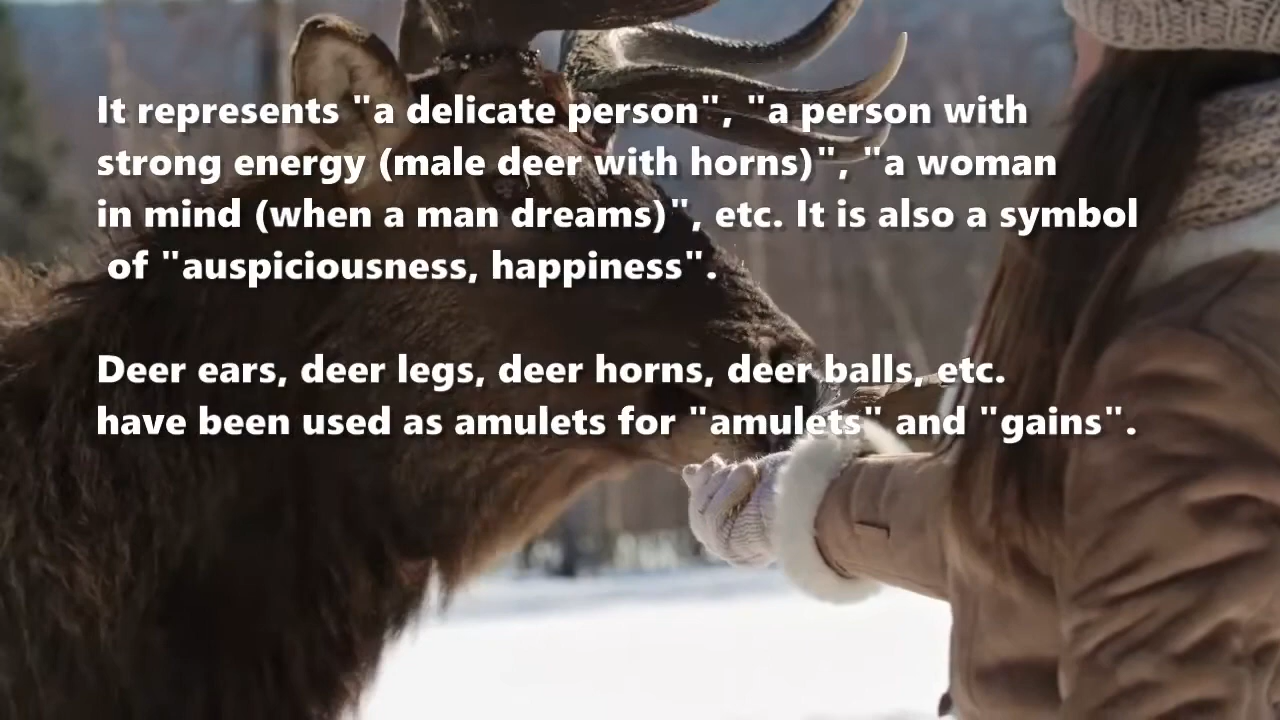 It represents "a delicate person", "a person with
strong energy (male deer with horns)", "a woman
in mind (when a man dreams)", etc. It is also a symbol
of "auspiciousness, happiness".
Deer ears, deer legs, deer horns, deer balls, etc.
have been used as amulets for "amulets" and "gains".